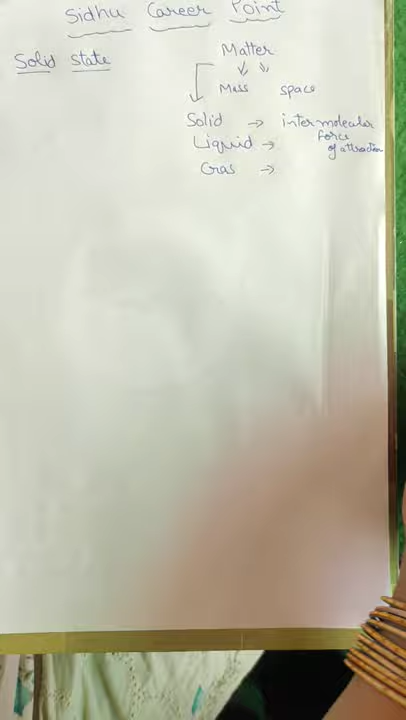 Sidhu Career Point
Solid state
Matter
Mass space
Solid → intermolecular
force
of attraction
Liquid →
Gas →